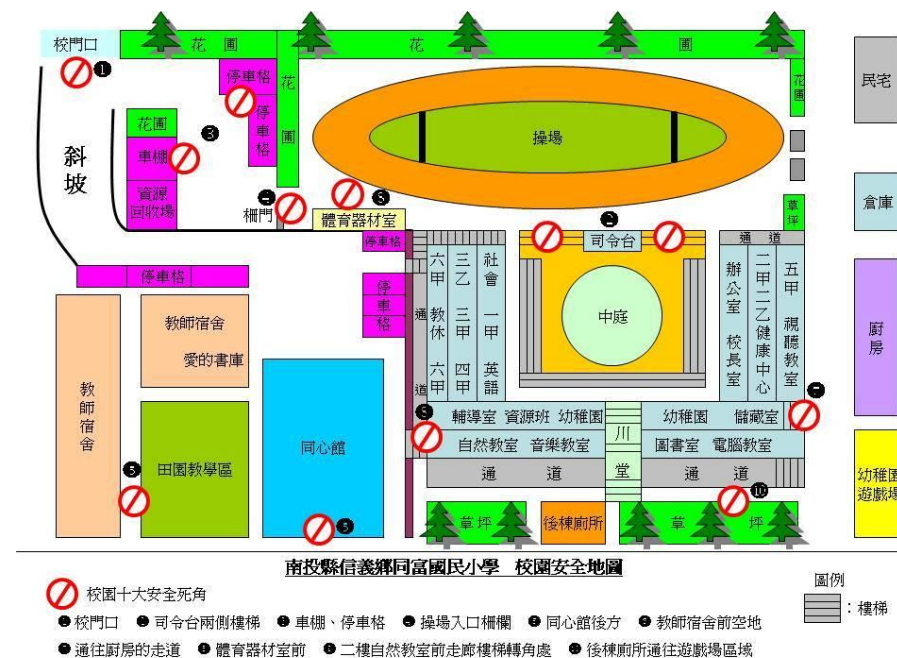 校門口
花 圃
花 圃
停車格
停車格
花圃
花圃
民宅
花圃
車棚
資源
回收場
斜坡
操場
柵門
體育器材室
草坪
倉庫
司令台
通 道
停車格
停車格
停車格
六甲 教休 六甲
三乙 三甲 四甲
社會 一甲 英語
通 道
中庭
辦公室 校長室
二甲二乙健康中心
五甲 視聽教室
廚房
教師宿舍
教師宿舍
愛的書庫
田園教學區
同心館
輔導室 資源班 幼稚園
川堂
幼稚園 儲藏室
自然教室 音樂教室
圖書室 電腦教室
通 道
通 道
草 坪
後棟廁所
草 坪
幼稚園
遊戲場
南投縣信義鄉同富國民小學 校園安全地圖
校園十大安全死角
校門口 司令台兩側樓梯 車棚、停車格 操場入口柵欄 同心館後方 教師宿舍前空地
通往廚房的走道 體育器材室前 二樓自然教室前走廊樓梯轉角處 後棟廁所通往遊戲場區域
圖例
：樓梯